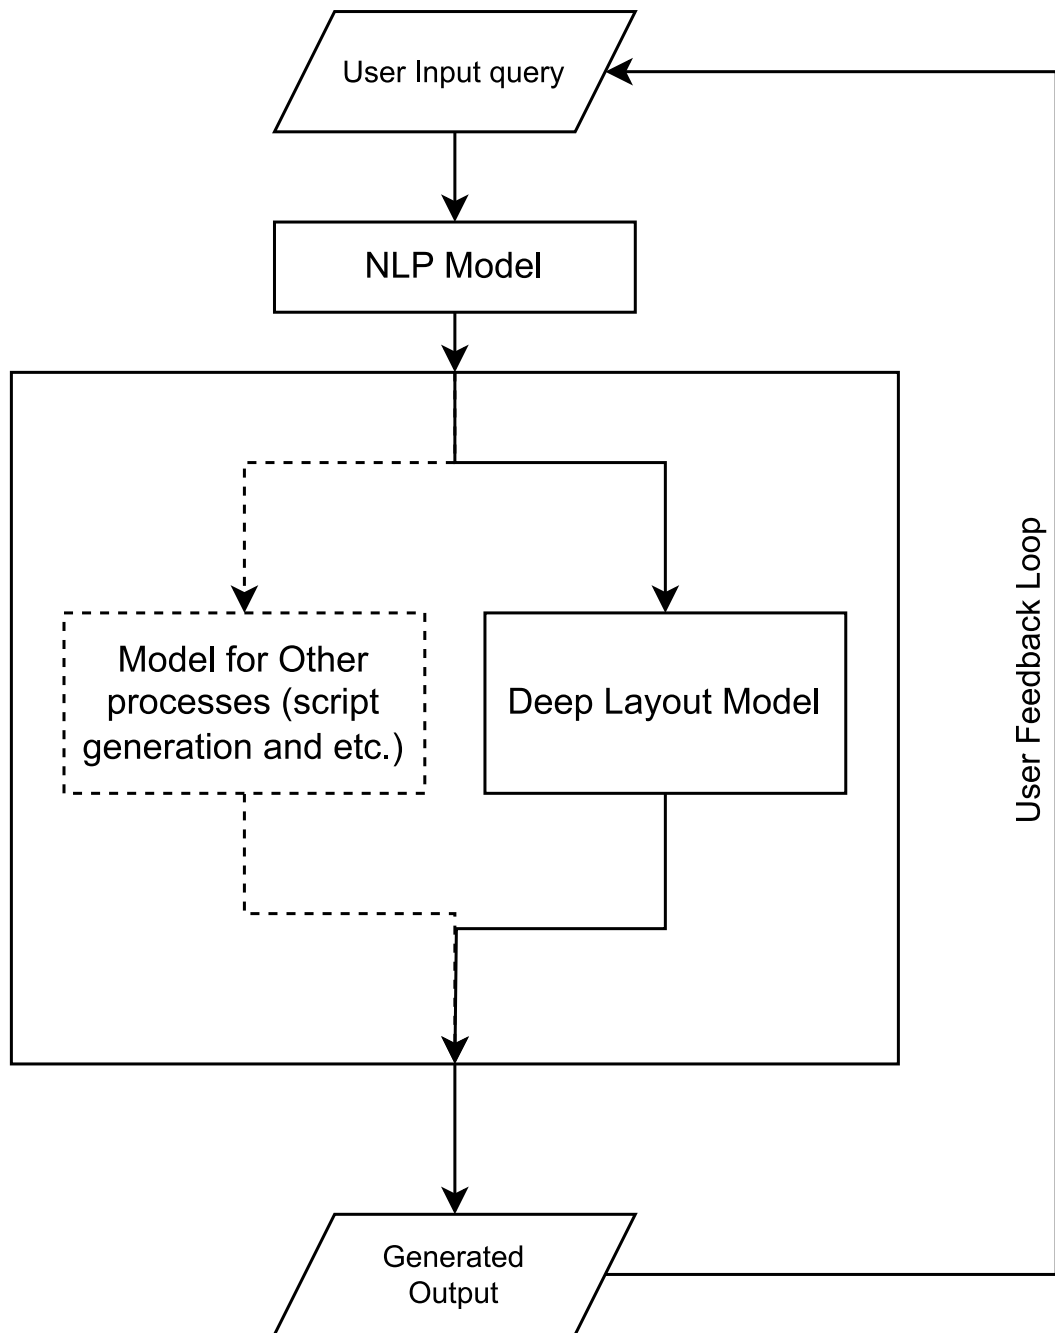 User Input query
NLP Model
Model for Other
processes (script
generation and etc.)
Deep Layout Model
User Feedback Loop
Generated
Output